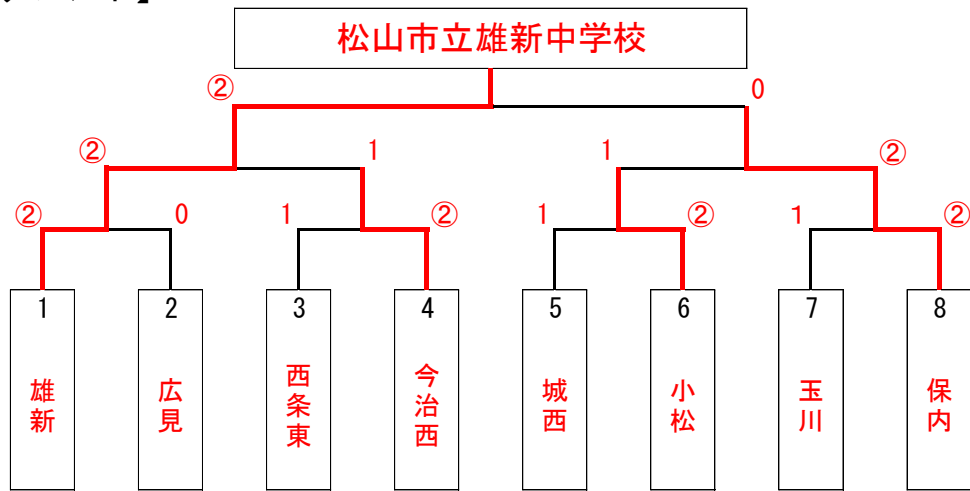 松山市立雄新中学校
② 0
② 1 1 ②
② 0 1 ② 1 ② 1 ②
1 2 3 4 5 6 7 8
雄新 広見 西条東 今治西 城西 小松 玉川 保内